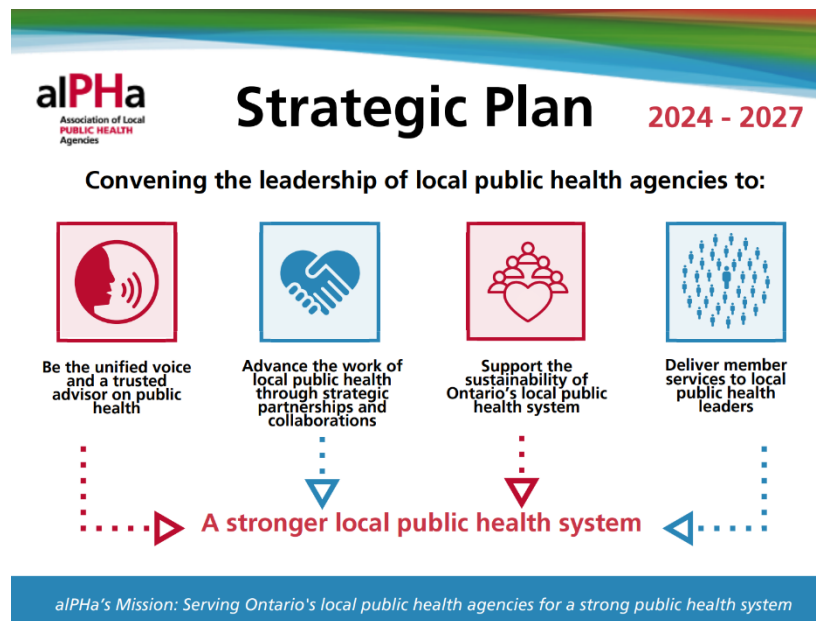 alPHa
Association of Local
PUBLIC HEALTH
Agencies
Strategic Plan
2024 - 2027
Convening the leadership of local public health agencies to:
Be the unified voice
and a trusted
advisor on public
health
Advance the work of
local public health
through strategic
partnerships and
collaborations
Support the
sustainability of
Ontario's local public
health system
Deliver member
services to local
public health
leaders
A stronger local public health system
alPHa's Mission: Serving Ontario's local public health agencies for a strong public health system